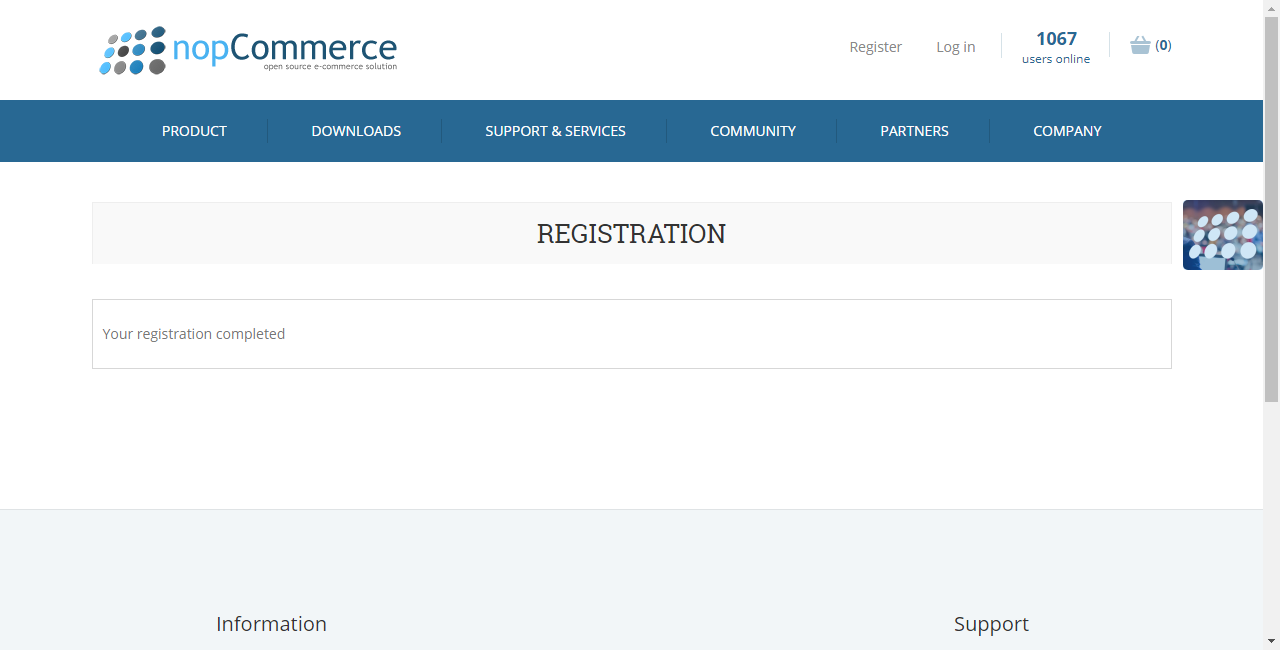 nopCommerce
open source e-commerce solution
Register
Log in
1067
users online
(0)
PRODUCT
DOWNLOADS
SUPPORT & SERVICES
COMMUNITY
PARTNERS
COMPANY
REGISTRATION
Your registration completed
Information
Support